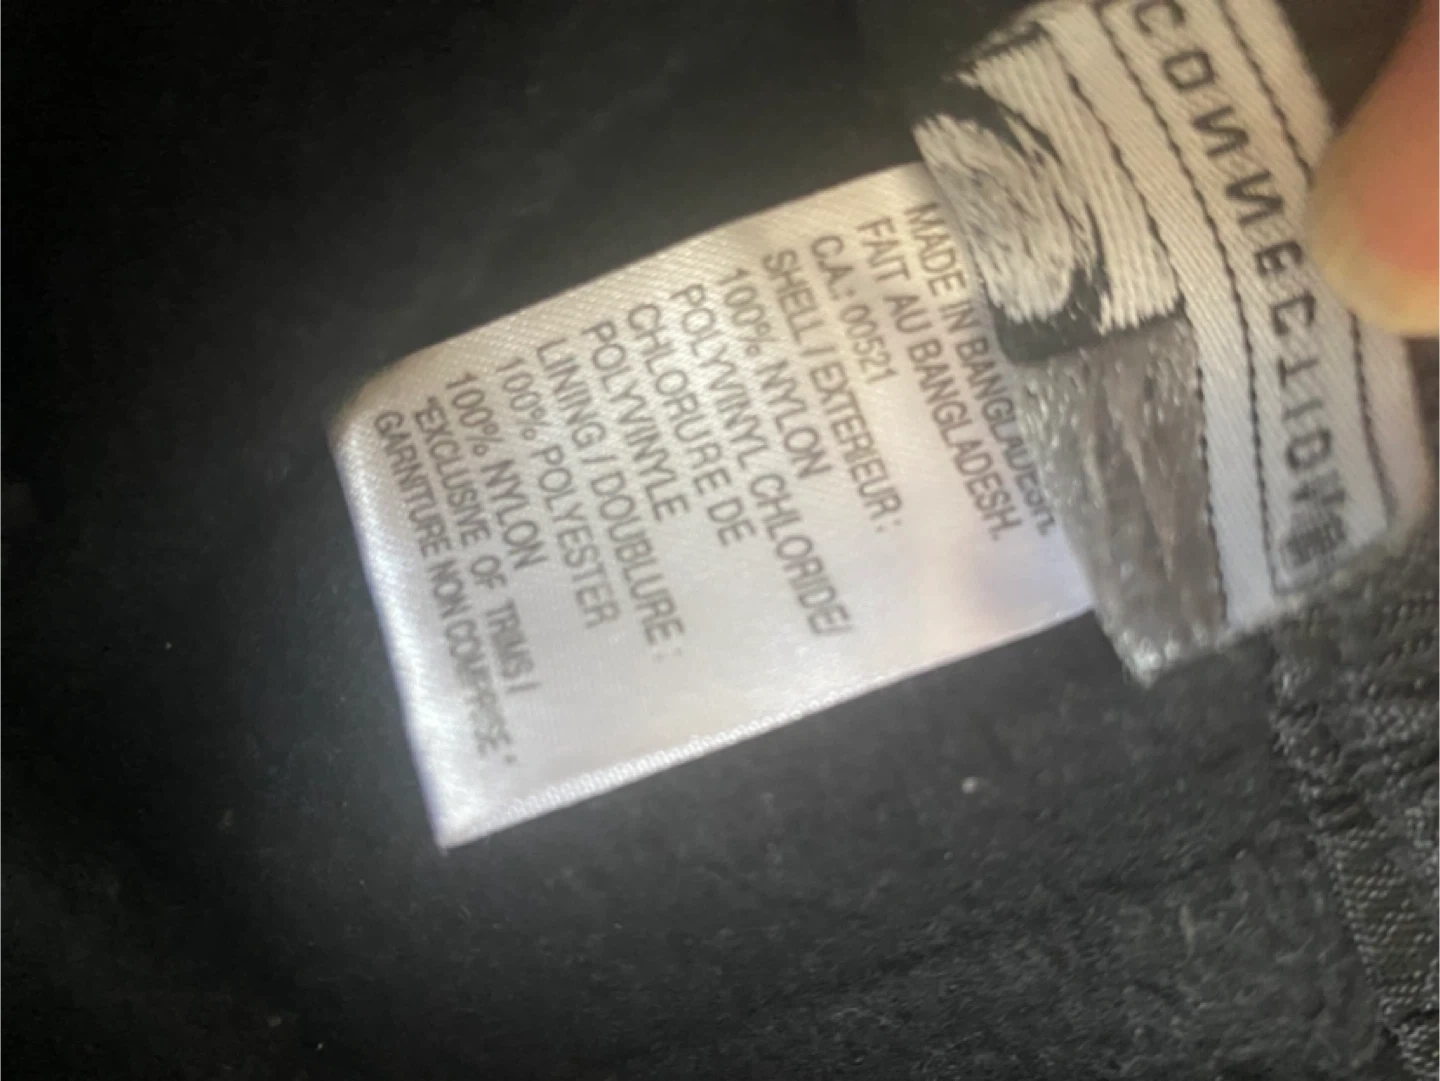 CONNECTION
MADE IN BANGLADESH.
FAIT AU BANGLADESH.
CA.: 00521
SHELL / EXTERIEUR :
100% NYLON
POLYVINYL CHLORIDE/
CHLORURE DE
POLYVINYLE
LINING / DOUBLURE :
100% POLYESTER
100% NYLON
"EXCLUSIVE OF TRIMS /
GARNITURE NON COMPRISE"